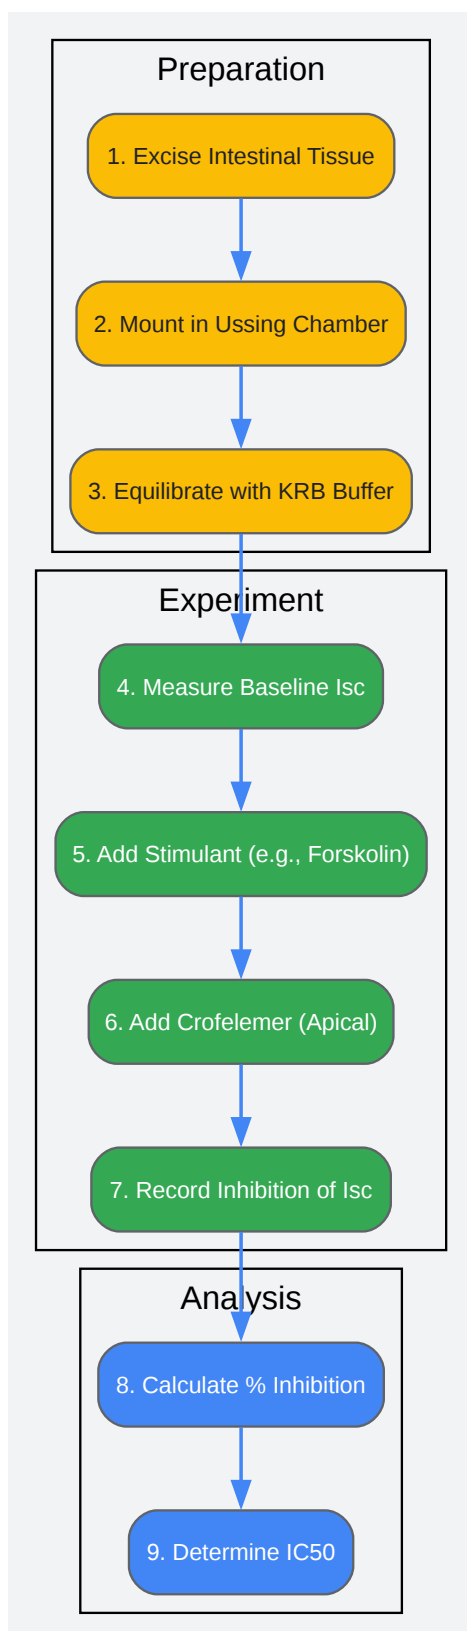 Preparation
1. Excise Intestinal Tissue
2. Mount in Ussing Chamber
3. Equilibrate with KRB Buffer
Experiment
4. Measure Baseline Isc
5. Add Stimulant (e.g., Forskolin)
6. Add Crofelemer (Apical)
7. Record Inhibition of Isc
Analysis
8. Calculate % Inhibition
9. Determine IC50